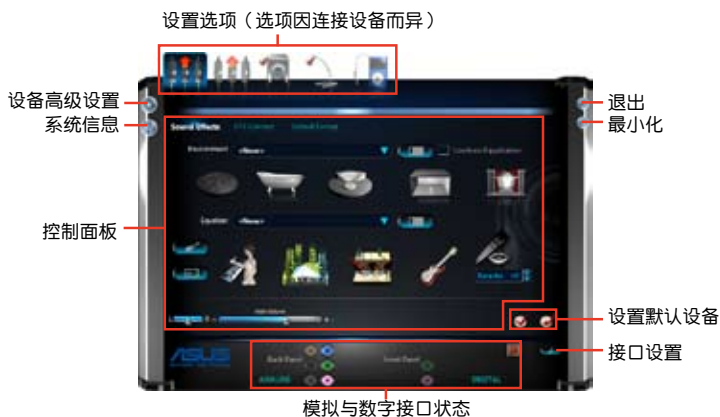 设置选项（选项因连接设备而异）
设备高级设置
系统信息
退出
最小化
Sound Effects
Environment <None>
Equalizer <None>
Karaoke
控制面板
设置默认设备
接口设置
ASUS
Back Panel
Front Panel
ANALOG
DIGITAL
模拟与数字接口状态